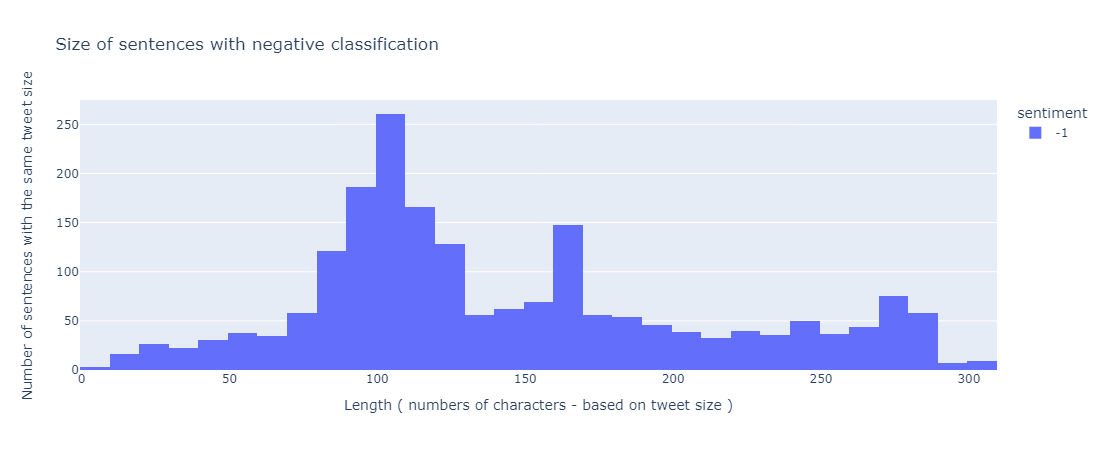 Size of sentences with negative classification
Number of sentences with the same tweet size
250
200
150
100
50
0
0 50 100 150 200 250 300
Length ( numbers of characters - based on tweet size )
sentiment
-1